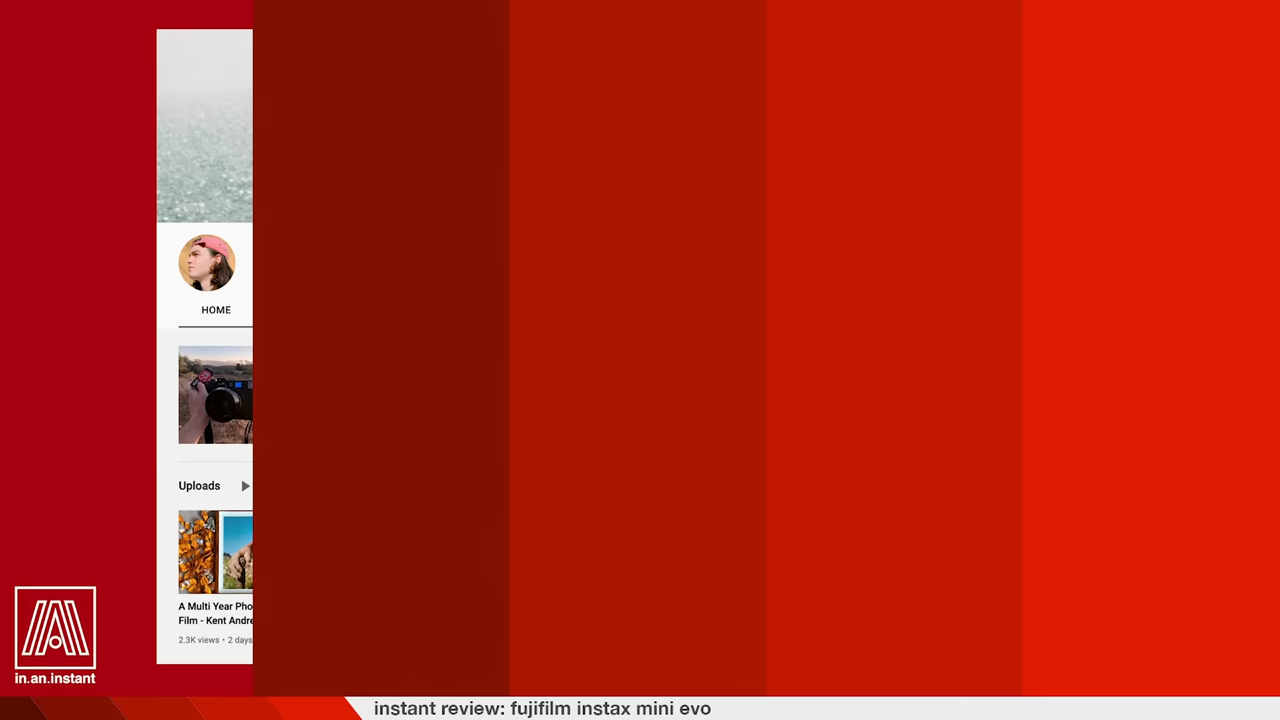 HOME
Uploads
A Multi Year Pho
Film - Kent Andre
2.3K views • 2 days
in.an.instant
instant review: fujifilm instax mini evo